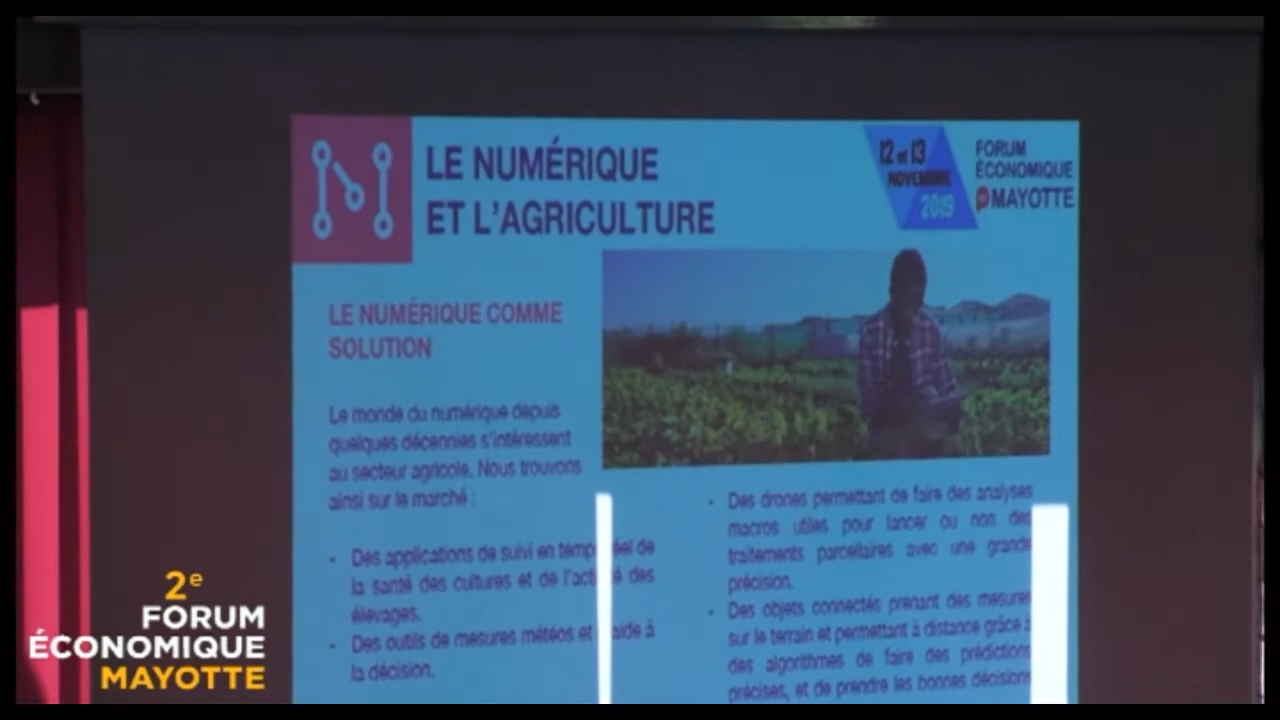 LE NUMÉRIQUE
ET L'AGRICULTURE
12 et 13
NOVEMBRE
2019
FORUM
ÉCONOMIQUE
MAYOTTE
LE NUMÉRIQUE COMME
SOLUTION
Le monde du numérique depuis
quelques décennies s'intéressent
au secteur agricole. Nous trouvons
ainsi sur le marché :
- Des applications de suivi en
la santé des cultures et de des
élevages.
- Des outils de mesures météos et à
la décision.
- Des drones permettant de faire des analyses
macros utiles pour lancer ou non des
traitements parcellaires avec une grande
précision.
- Des objets connectés prenant des mesures
sur le terrain et permettant à distance grâce à
des algorithmes de faire des prédictions
précises, et de prendre les bonnes décisions
2e
FORUM
ÉCONOMIQUE
MAYOTTE